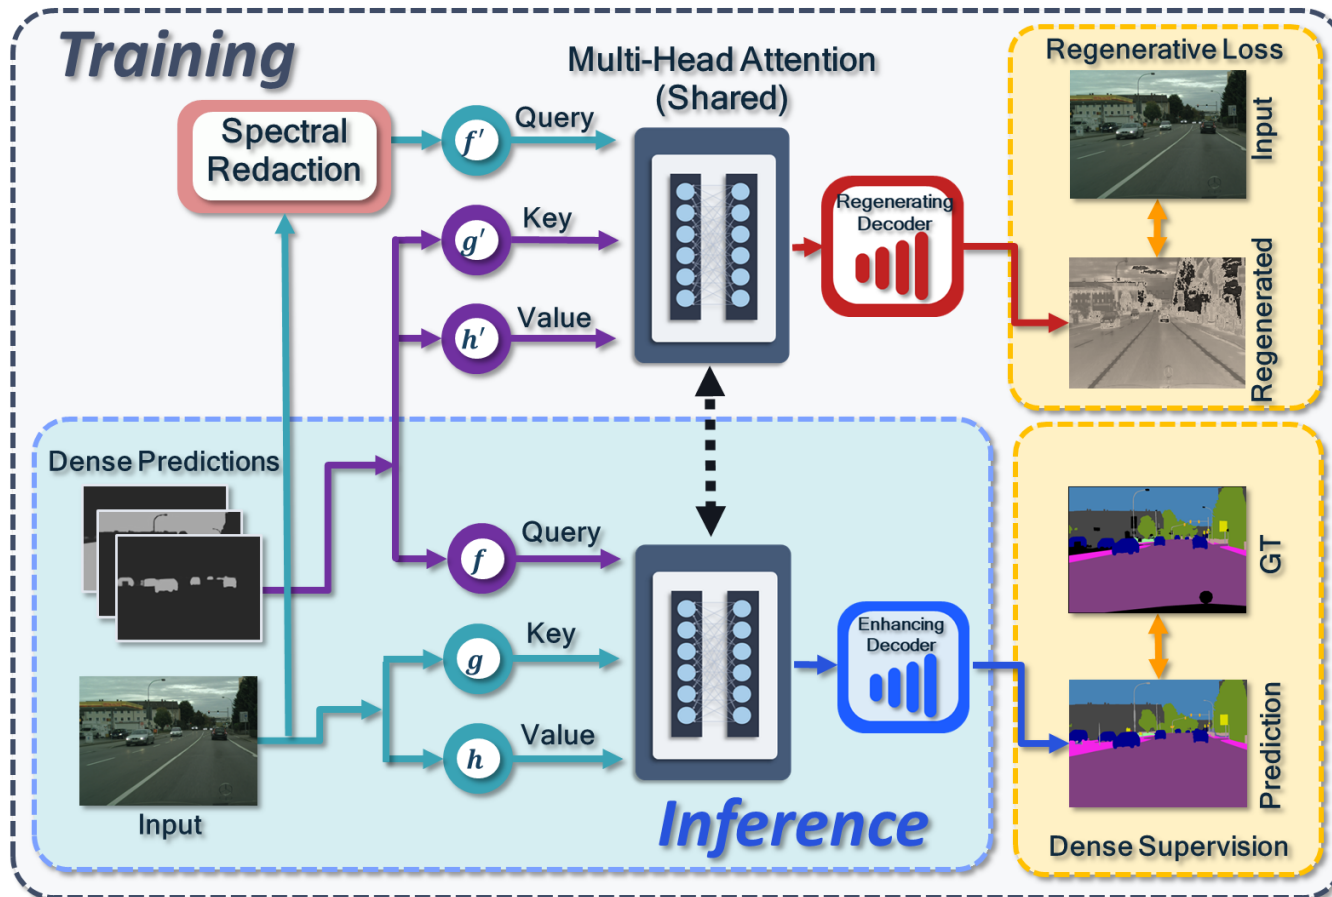 Training
Multi-Head Attention
(Shared)
Regenerative Loss
Spectral
Redaction
f′
Query
Input
g′
Key
Regenerating
Decoder
h′
Value
Regenerated
Dense Predictions
f
Query
GT
g
Key
Enhancing
Decoder
h
Value
Prediction
Input
Inference
Dense Supervision